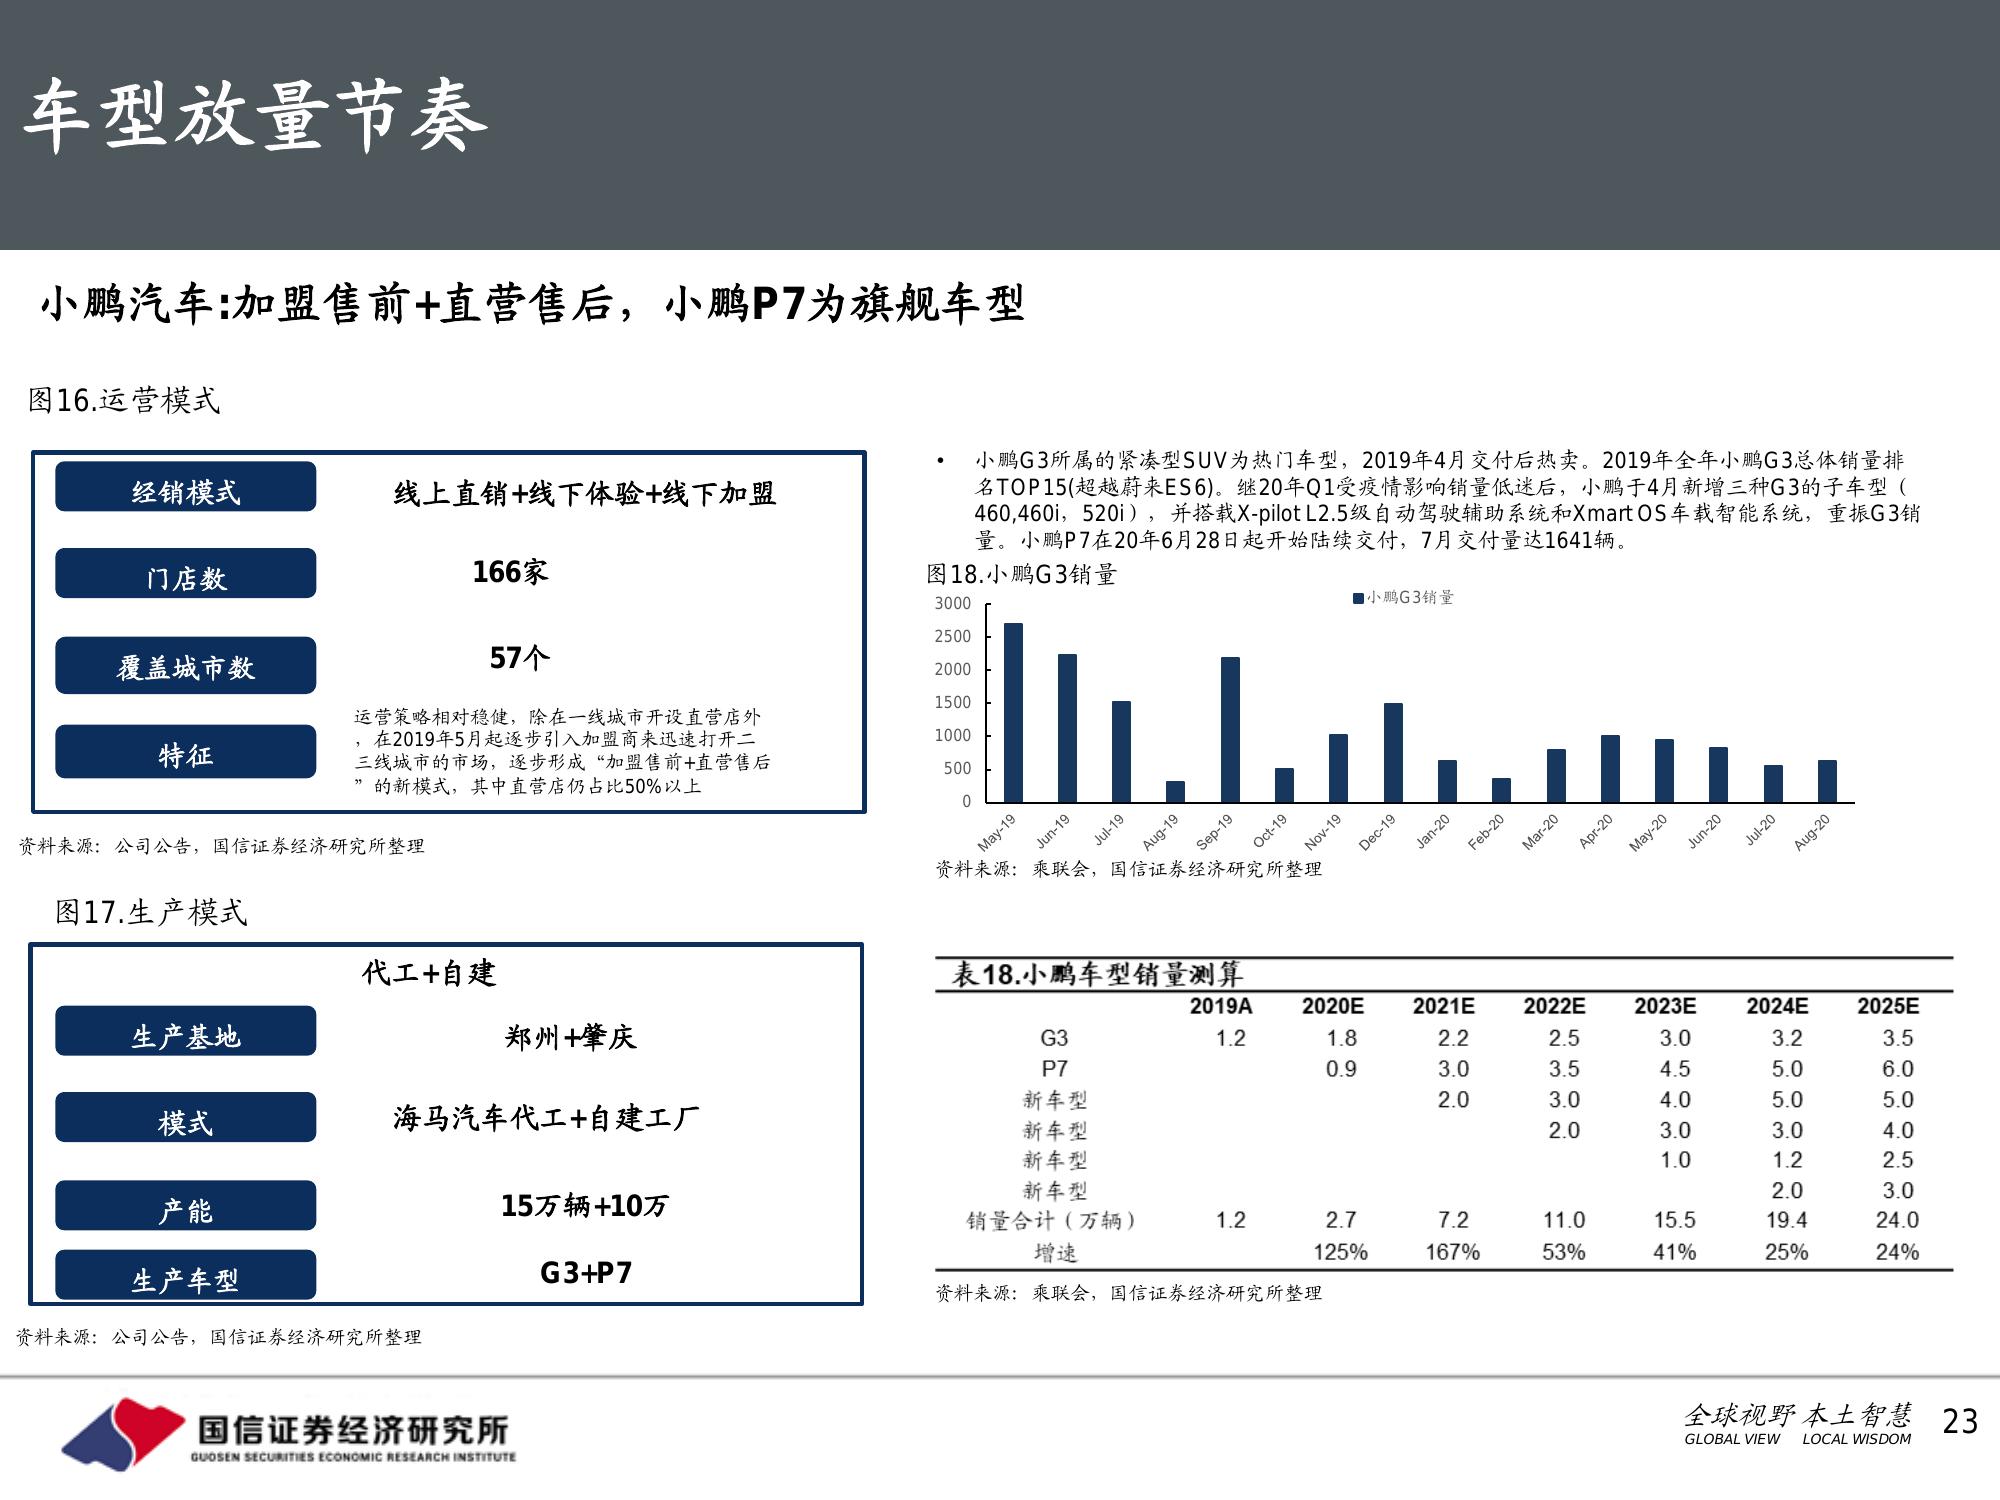 车型放量节奏
小鹏汽车:加盟售前+直营售后，小鹏P7为旗舰车型
图16.运营模式
经销模式 线上直销+线下体验+线下加盟
门店数 166家
覆盖城市数 57个
特征
运营策略相对稳健，除在一线城市开设直营店外
，在2019年5月起逐步引入加盟商来迅速打开二
三线城市的市场，逐步形成“加盟售前+直营售后
”的新模式，其中直营店仍占比50%以上
资料来源：公司公告，国信证券经济研究所整理
图17.生产模式
代工+自建
生产基地 郑州+肇庆
模式 海马汽车代工+自建工厂
产能 15万辆+10万
生产车型 G3+P7
资料来源：公司公告，国信证券经济研究所整理
• 小鹏G3所属的紧凑型SUV为热门车型，2019年4月交付后热卖。2019年全年小鹏G3总体销量排
名TOP15(超越蔚来ES6)。继20年Q1受疫情影响销量低迷后，小鹏于4月新增三种G3的子车型（
460,460i，520i），并搭载X-pilot L2.5级自动驾驶辅助系统和Xmart OS车载智能系统，重振G3销
量。小鹏P7在20年6月28日起开始陆续交付，7月交付量达1641辆。
图18.小鹏G3销量
小鹏G3销量
3000
2500
2000
1500
1000
500
0
May-19 Jun-19 Jul-19 Aug-19 Sep-19 Oct-19 Nov-19 Dec-19 Jan-20 Feb-20 Mar-20 Apr-20 May-20 Jun-20 Jul-20 Aug-20
资料来源：乘联会，国信证券经济研究所整理
表18.小鹏车型销量测算
2019A 2020E 2021E 2022E 2023E 2024E 2025E
G3 1.2 1.8 2.2 2.5 3.0 3.2 3.5
P7 0.9 3.0 3.5 4.5 5.0 6.0
新车型 2.0 3.0 4.0 5.0 5.0
新车型 2.0 3.0 3.0 4.0
新车型 1.0 1.2 2.5
新车型 2.0 3.0
销量合计（万辆） 1.2 2.7 7.2 11.0 15.5 19.4 24.0
增速 125% 167% 53% 41% 25% 24%
资料来源：乘联会，国信证券经济研究所整理
国信证券经济研究所
GUOSEN SECURITIES ECONOMIC RESEARCH INSTITUTE
全球视野 本土智慧
GLOBAL VIEW LOCAL WISDOM
23